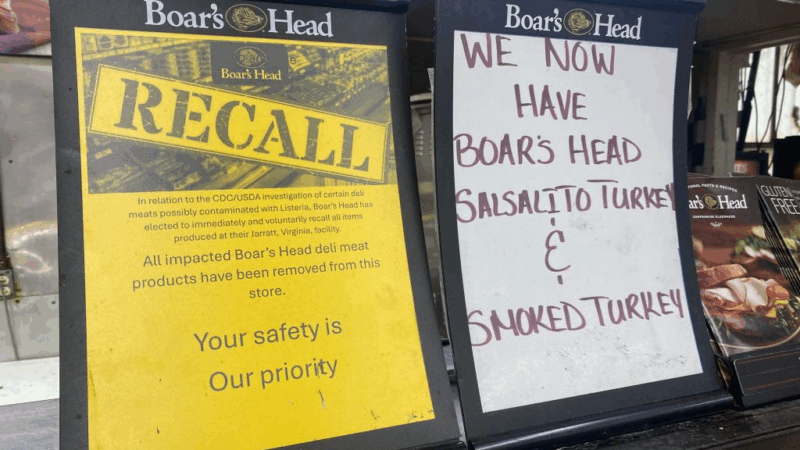 Boar's Head
Boar's Head
RECALL
In relation to the CDC/USDA investigation of certain deli
meats possibly contaminated with Listeria, Boar's Head has
elected to immediately and voluntarily recall all items
produced at their Jarratt, Virginia, facility.
All impacted Boar's Head deli meat
products have been removed from this
store.
Your safety is
Our priority
Boar's Head
WE NOW
HAVE
BOAR'S HEAD
SALSALITO TURKEY
&
SMOKED TURKEY
ar's Head
GLUTEN
FREE